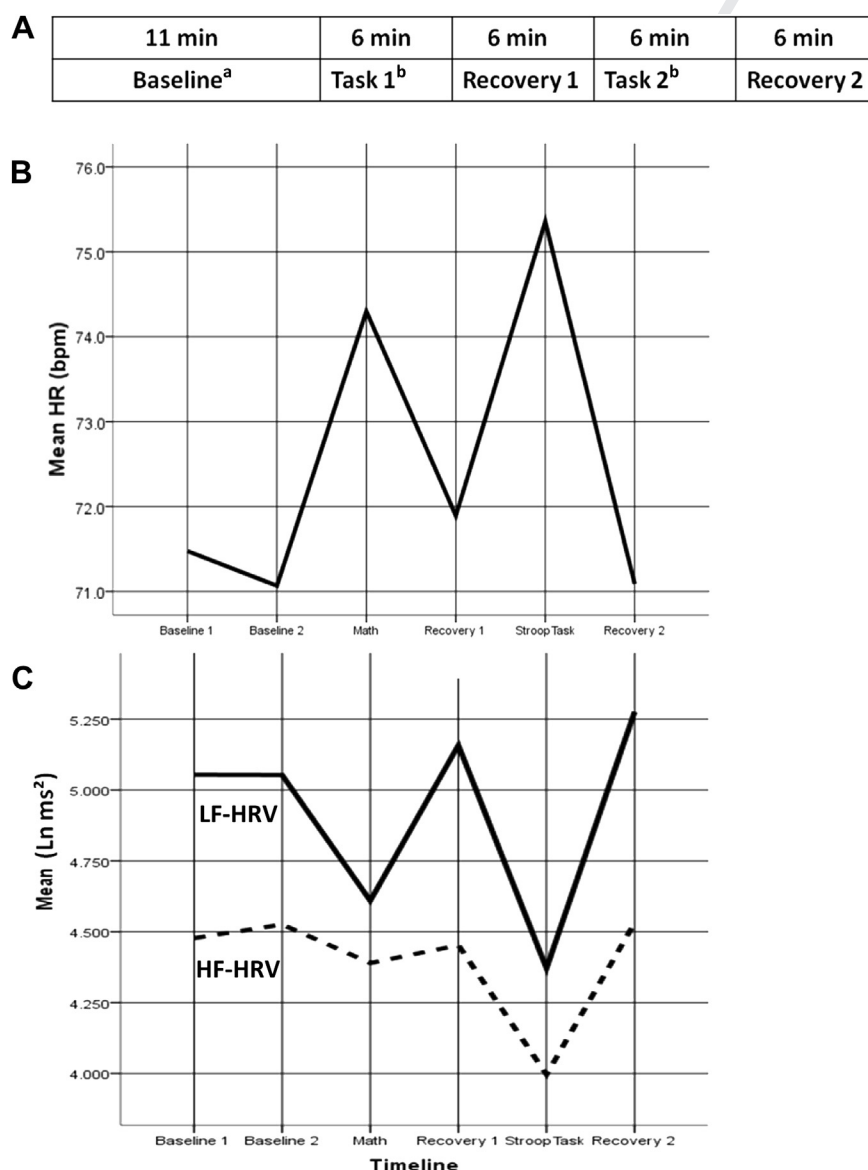 A
11 min 6 min 6 min 6 min 6 min
Baselineᵃ Task 1ᵇ Recovery 1 Task 2ᵇ Recovery 2
B
76.0
75.0
74.0
73.0
72.0
71.0
Mean HR (bpm)
Baseline 1 Baseline 2 Math Recovery 1 Stroop Task Recovery 2
C
5.250
5.000
4.750
4.500
4.250
4.000
Mean (Ln ms²)
LF-HRV
HF-HRV
Baseline 1 Baseline 2 Math Recovery 1 Stroop Task Recovery 2
Timeline